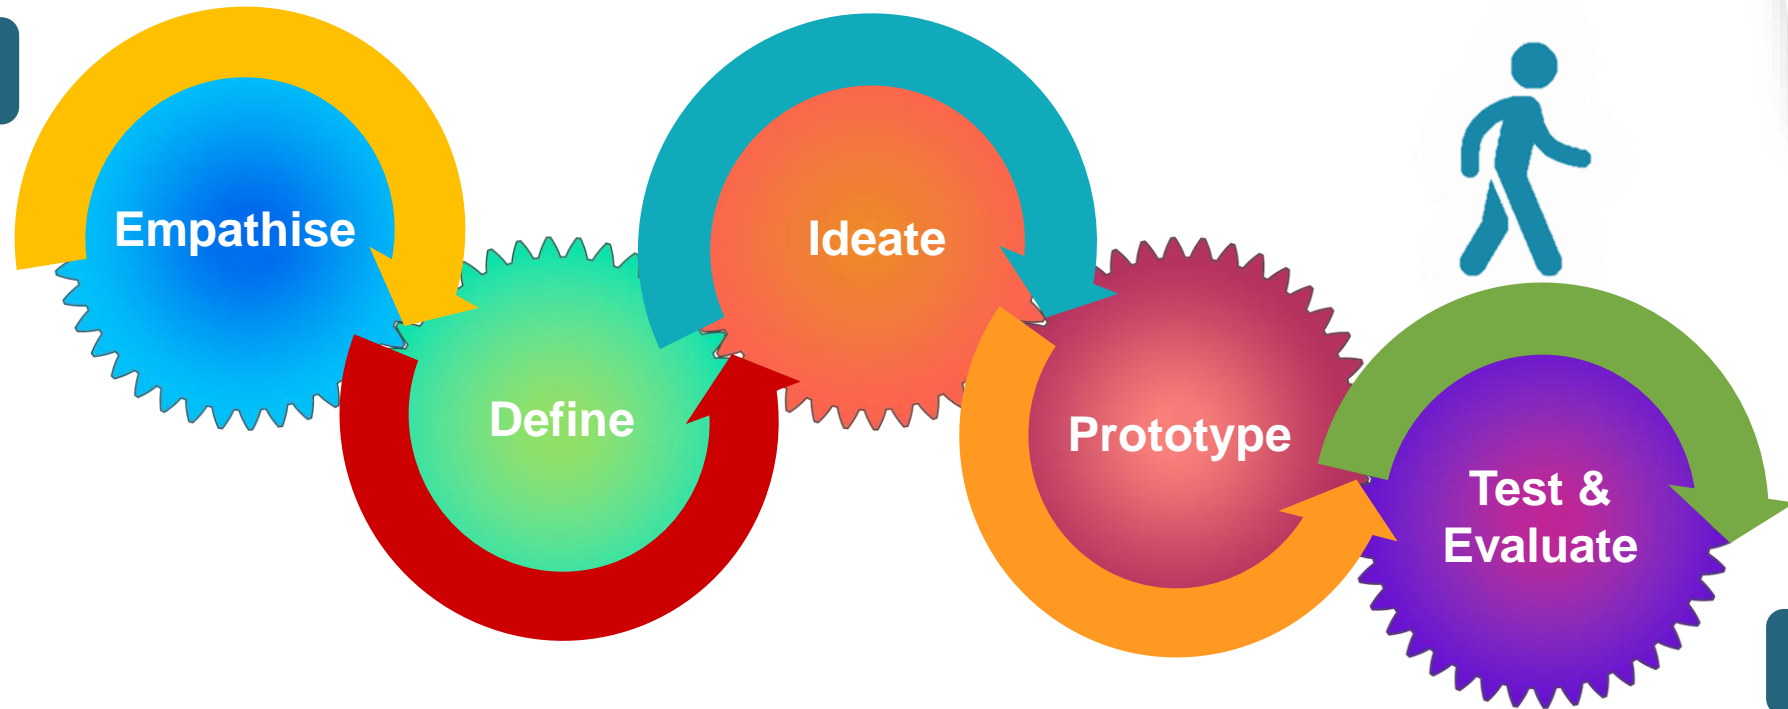 Empathise
Define
Ideate
Prototype
Test &
Evaluate